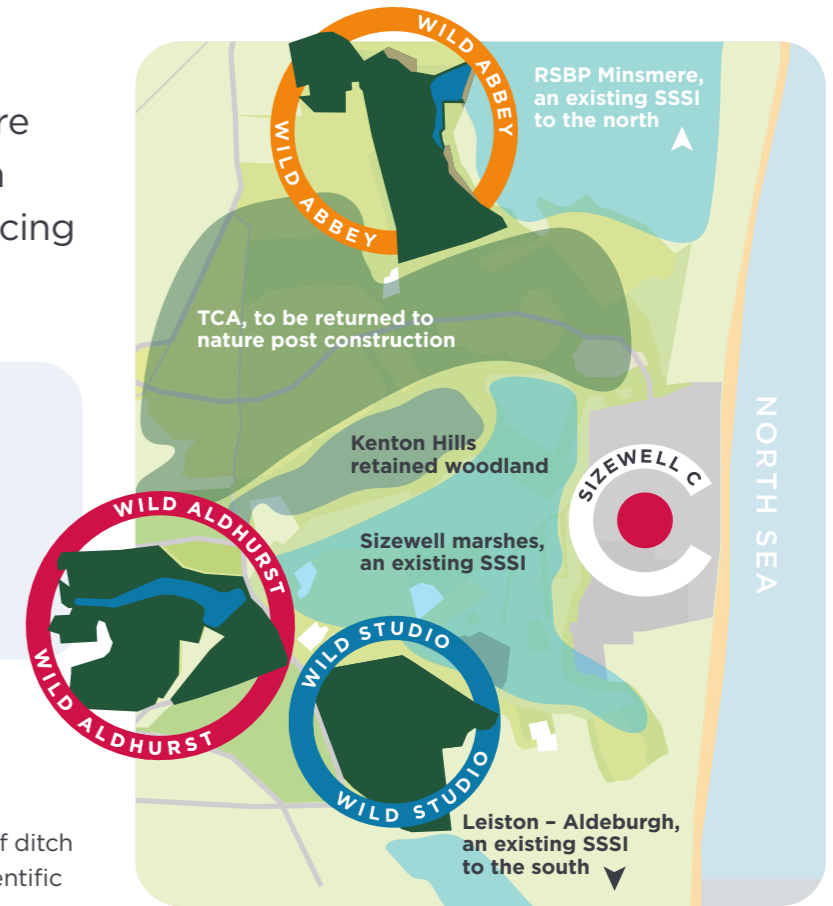 re
n
cing
f ditch
entific
WILD ABBEY
WILD ABBEY
RSBP Minsmere,
an existing SSSI
to the north
TCA, to be returned to
nature post construction
Kenton Hills
retained woodland
SIZEWELL C
NORTH SEA
Sizewell marshes,
an existing SSSI
WILD ALDHURST
WILD ALDHURST
WILD STUDIO
WILD STUDIO
Leiston – Aldeburgh,
an existing SSSI
to the south